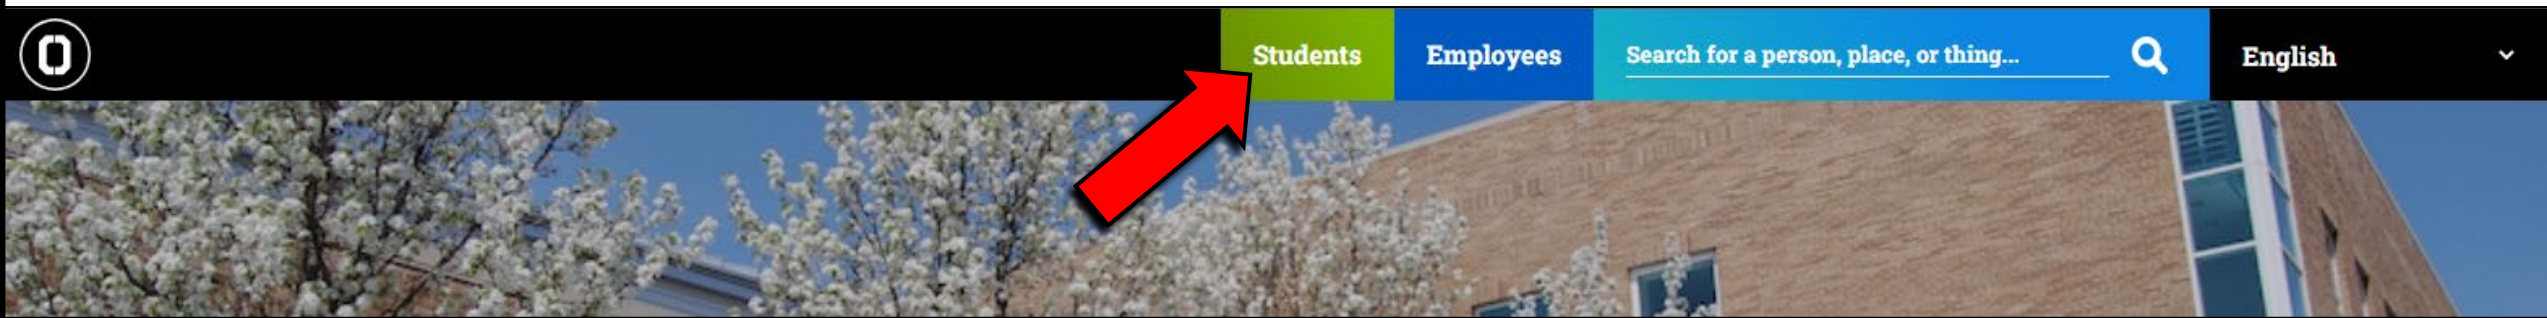 O
Students
Employees
Search for a person, place, or thing...
English